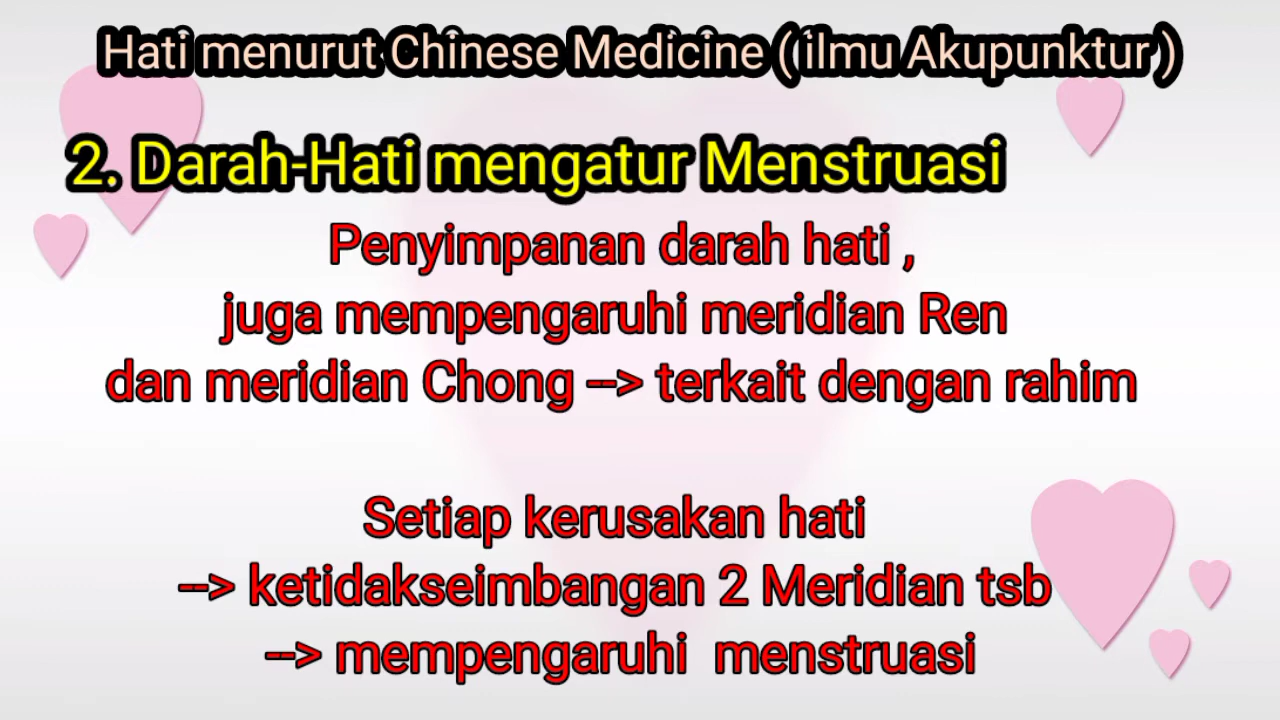 Hati menurut Chinese Medicine ( ilmu Akupunktur )
2. Darah-Hati mengatur Menstruasi
Penyimpanan darah hati ,
juga mempengaruhi meridian Ren
dan meridian Chong --> terkait dengan rahim
Setiap kerusakan hati
--> ketidakseimbangan 2 Meridian tsb
--> mempengaruhi  menstruasi